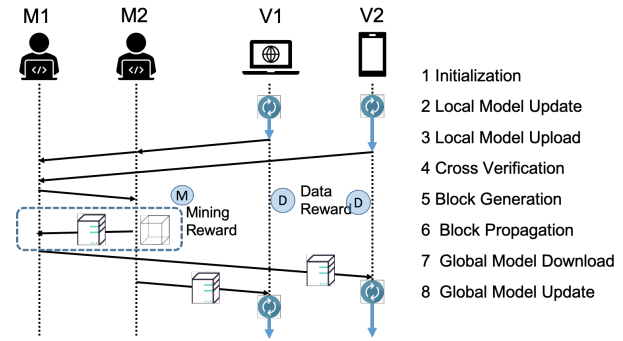 M1 M2 V1 V2
</> </>
1 Initialization
2 Local Model Update
3 Local Model Upload
4 Cross Verification
5 Block Generation
6 Block Propagation
7 Global Model Download
8 Global Model Update
M
Mining
Reward
D
Data
Reward
D